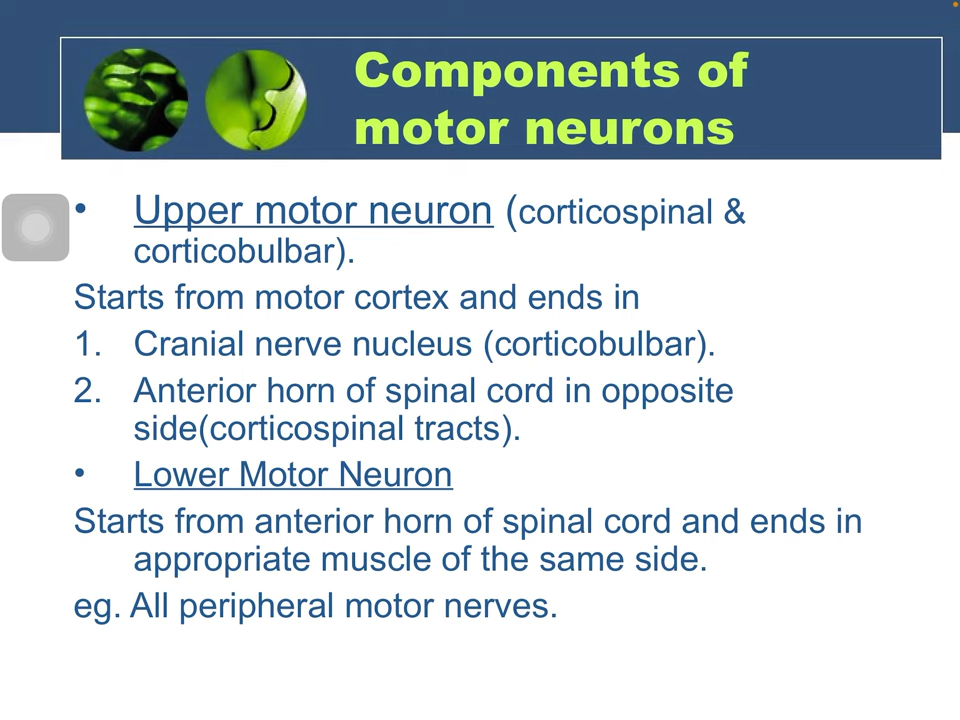 Components of
motor neurons
• Upper motor neuron (corticospinal &
corticobulbar).
Starts from motor cortex and ends in
1. Cranial nerve nucleus (corticobulbar).
2. Anterior horn of spinal cord in opposite
side(corticospinal tracts).
• Lower Motor Neuron
Starts from anterior horn of spinal cord and ends in
appropriate muscle of the same side.
eg. All peripheral motor nerves.